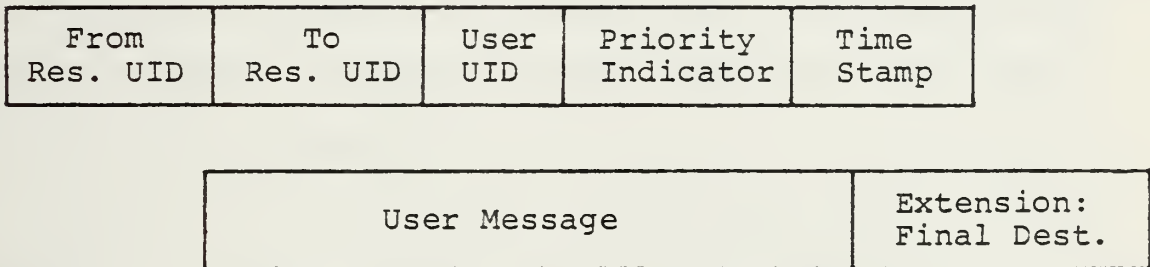 From To User Priority Time
Res. UID Res. UID UID Indicator Stamp
User Message Extension:
Final Dest.